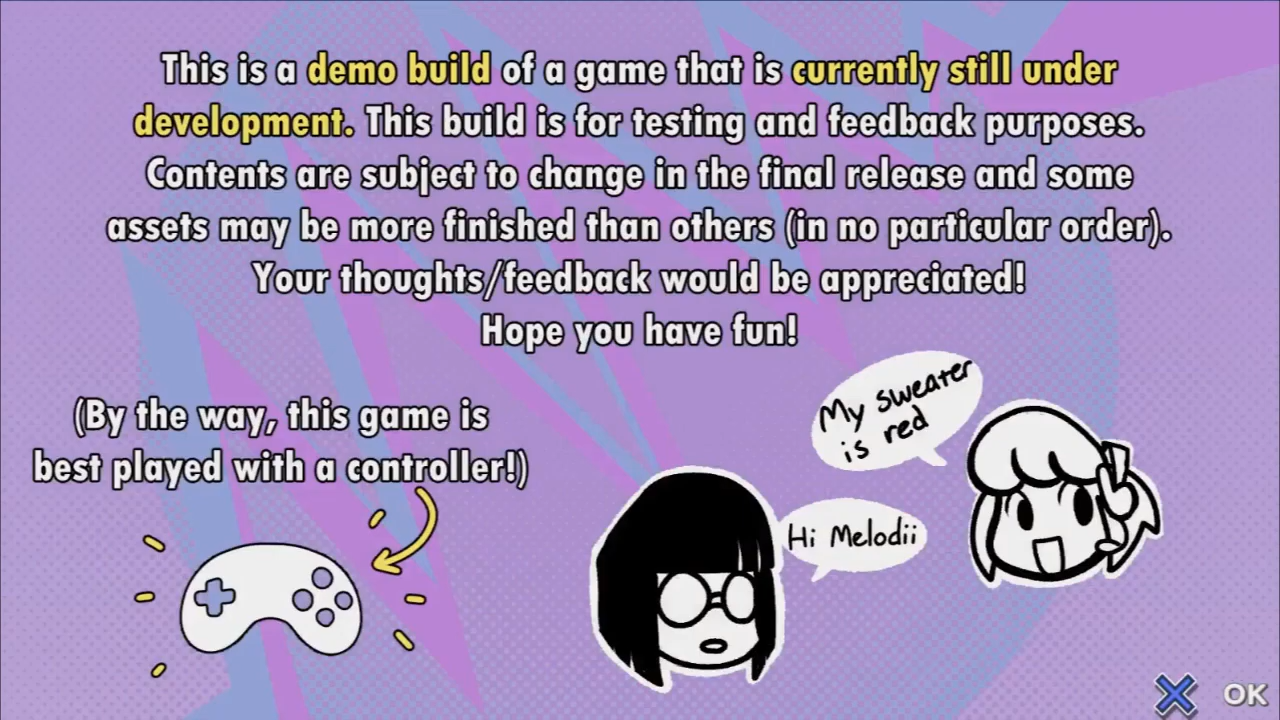 This is a demo build of a game that is currently still under
development. This build is for testing and feedback purposes.
Contents are subject to change in the final release and some
assets may be more finished than others (in no particular order).
Your thoughts/feedback would be appreciated!
Hope you have fun!
(By the way, this game is
best played with a controller!)
My sweater
is red
Hi Melodii
OK